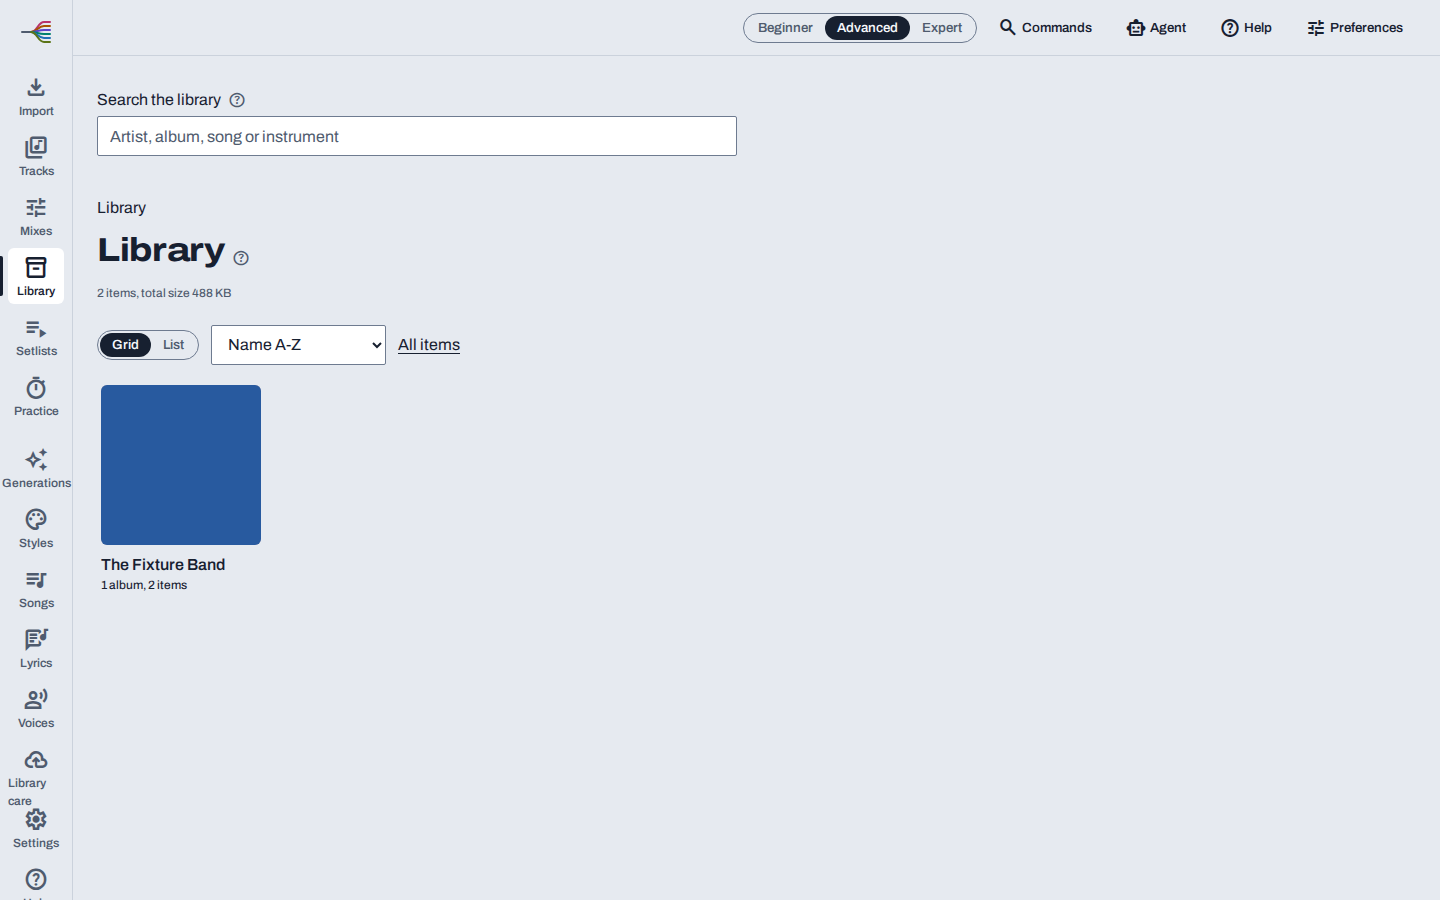 Beginner
Advanced
Expert
Commands
Agent
Help
Preferences
Import
Tracks
Mixes
Library
Setlists
Practice
Generations
Styles
Songs
Lyrics
Voices
Library
care
Settings
Search the library
Artist, album, song or instrument
Library
Library
2 items, total size 488 KB
Grid
List
Name A-Z
All items
The Fixture Band
1 album, 2 items